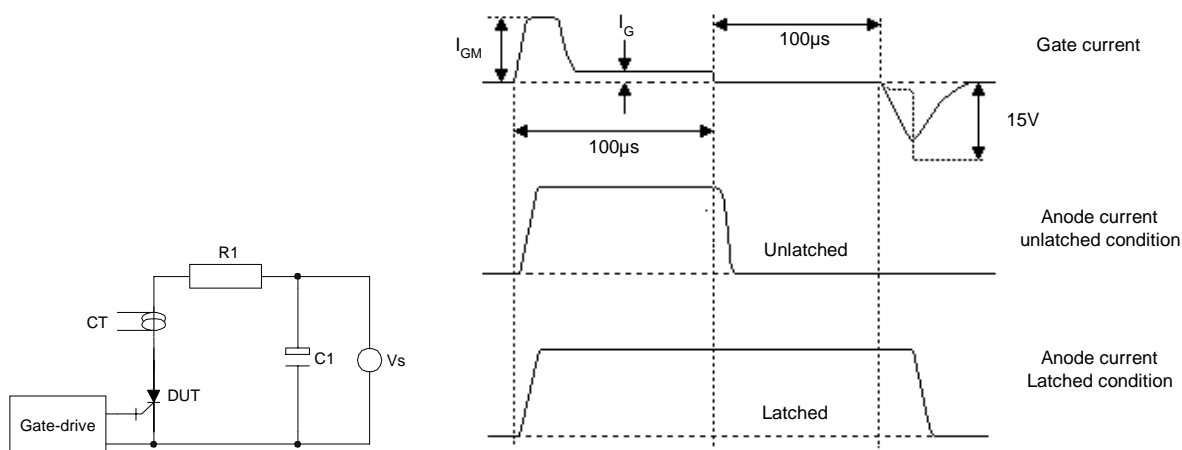 R1
CT
C1
Vs
DUT
Gate-drive
I_GM
I_G
100µs
Gate current
15V
100µs
Unlatched
Anode current
unlatched condition
Latched
Anode current
Latched condition